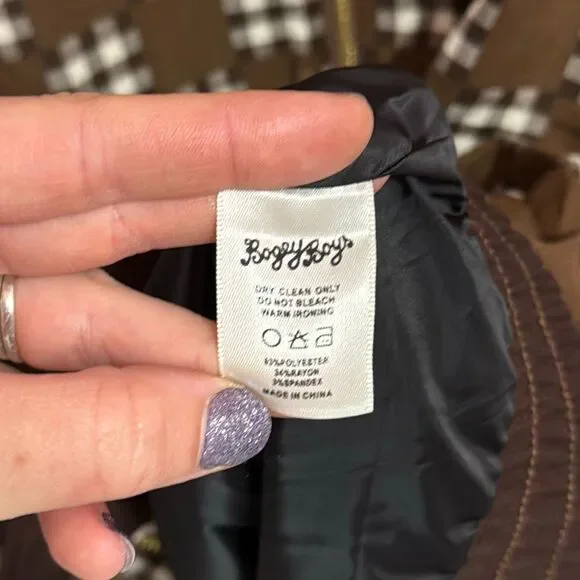 Bogey Boys
DRY CLEAN ONLY
DO NOT BLEACH
WARM IRONING
63%POLYESTER
34%RAYON
3%SPANDEX
MADE IN CHINA